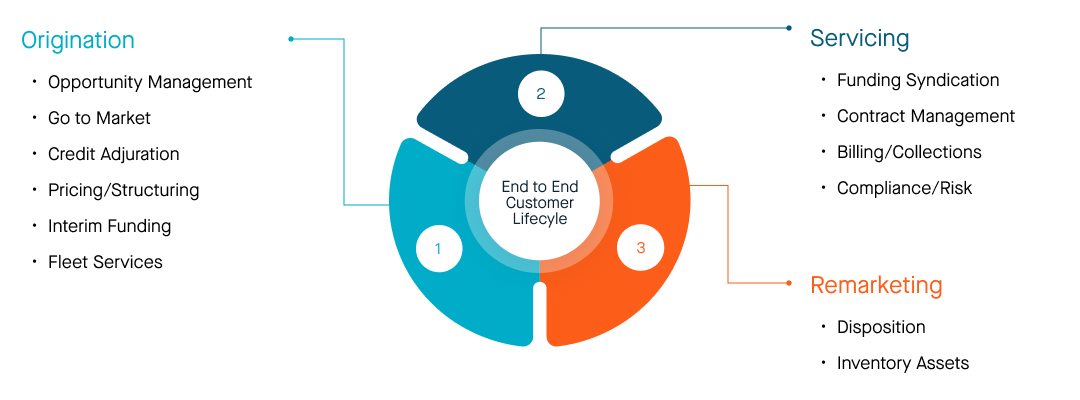 Origination
• Opportunity Management
• Go to Market
• Credit Adjuration
• Pricing/Structuring
• Interim Funding
• Fleet Services
2
End to End
Customer
Lifecyle
1
3
Servicing
• Funding Syndication
• Contract Management
• Billing/Collections
• Compliance/Risk
Remarketing
• Disposition
• Inventory Assets